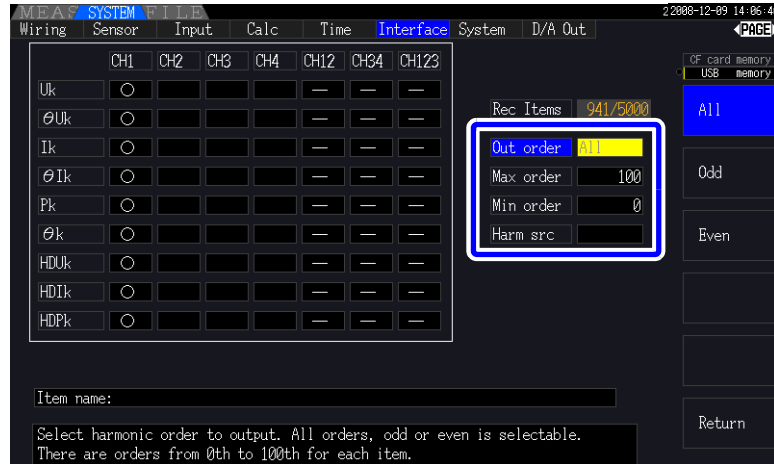 MEAS SYSTEM FILE 2 2008-12-09 14:06:4
Wiring Sensor Input Calc Time Interface System D/A Out PAGE
CH1 CH2 CH3 CH4 CH12 CH34 CH123
CF card memory
USB memory
Uk ○ — — —
θUk ○ — — —
Rec Items 941/5000
All
Ik ○ — — —
Out order All
θIk ○ — — —
Max order 100
Odd
Pk ○ — — —
Min order 0
θk ○ — — —
Harm src
Even
HDUk ○ — — —
HDIk ○ — — —
HDPk ○ — — —
Item name:
Return
Select harmonic order to output. All orders, odd or even is selectable.
There are orders from 0th to 100th for each item.